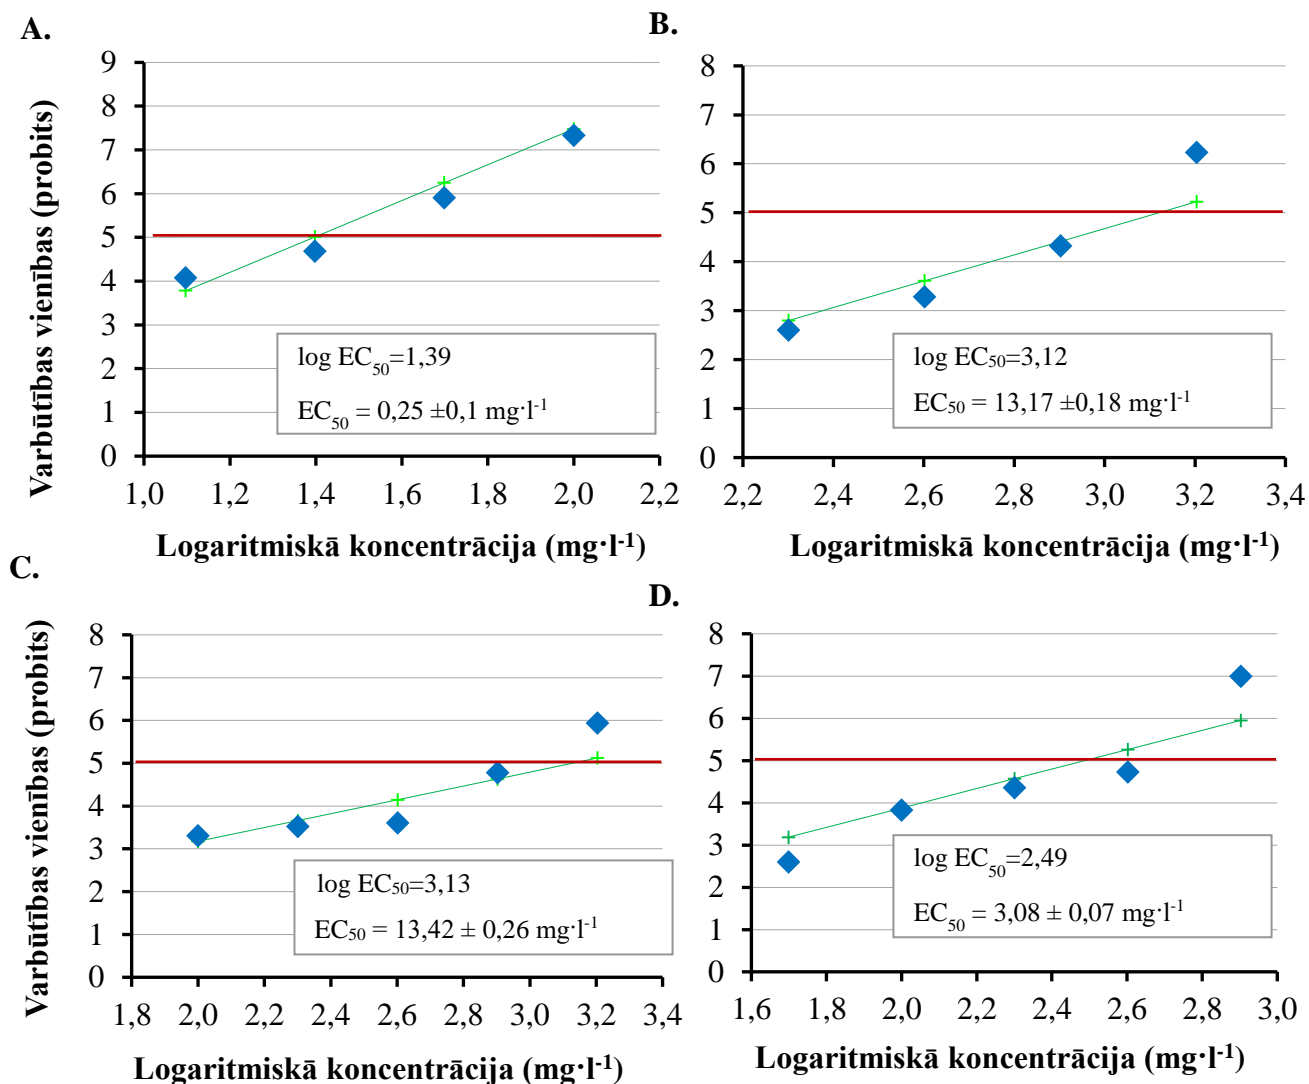 A.
Varbūtības vienības (probits)
9
8
7
6
5
4
3
2
1
0
log EC50=1,39
EC50 = 0,25 ±0,1 mg·l-1
1,0 1,2 1,4 1,6 1,8 2,0 2,2
Logaritmiskā koncentrācija (mg·l-1)
B.
8
7
6
5
4
3
2
1
0
log EC50=3,12
EC50 = 13,17 ±0,18 mg·l-1
2,2 2,4 2,6 2,8 3,0 3,2 3,4
Logaritmiskā koncentrācija (mg·l-1)
C.
Varbūtības vienības (probits)
8
7
6
5
4
3
2
1
0
log EC50=3,13
EC50 = 13,42 ± 0,26 mg·l-1
1,8 2,0 2,2 2,4 2,6 2,8 3,0 3,2 3,4
Logaritmiskā koncentrācija (mg·l-1)
D.
8
7
6
5
4
3
2
1
0
log EC50=2,49
EC50 = 3,08 ± 0,07 mg·l-1
1,6 1,8 2,0 2,2 2,4 2,6 2,8 3,0
Logaritmiskā koncentrācija (mg·l-1)